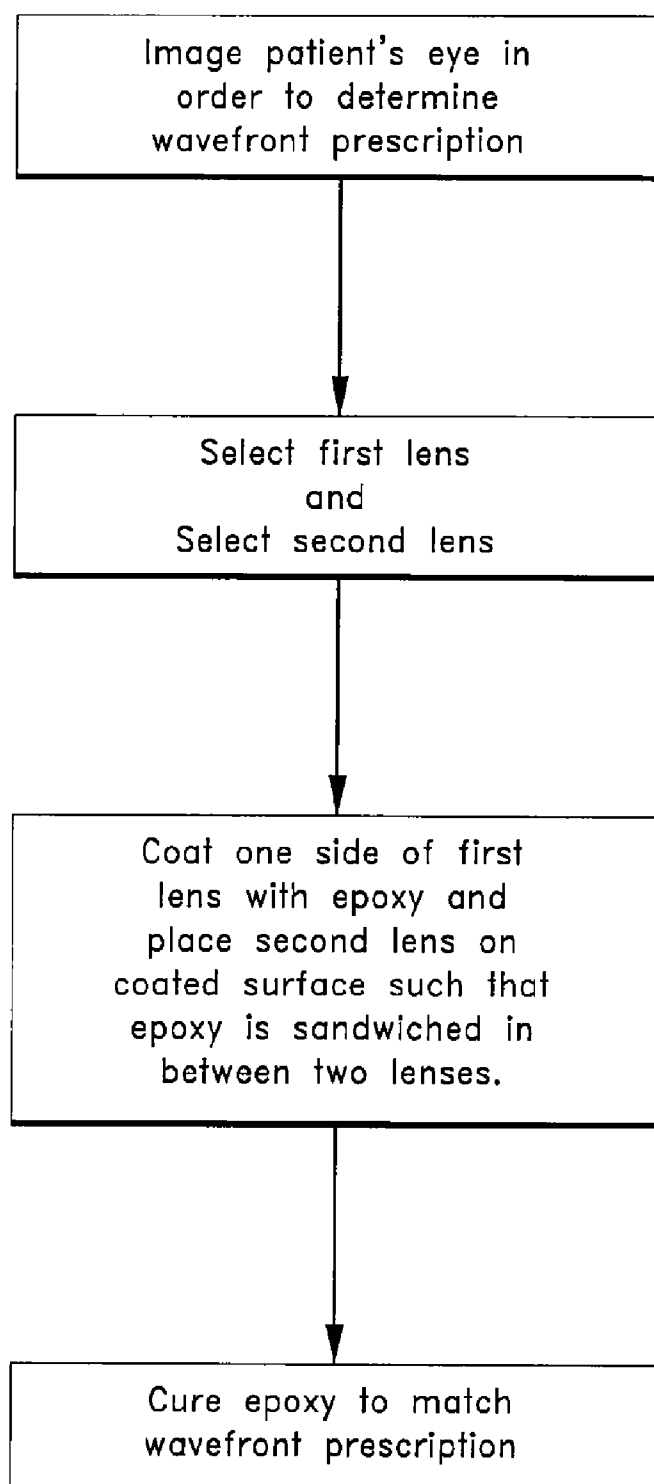 Image patient's eye in
order to determine
wavefront prescription
Select first lens
and
Select second lens
Coat one side of first
lens with epoxy and
place second lens on
coated surface such that
epoxy is sandwiched in
between two lenses.
Cure epoxy to match
wavefront prescription